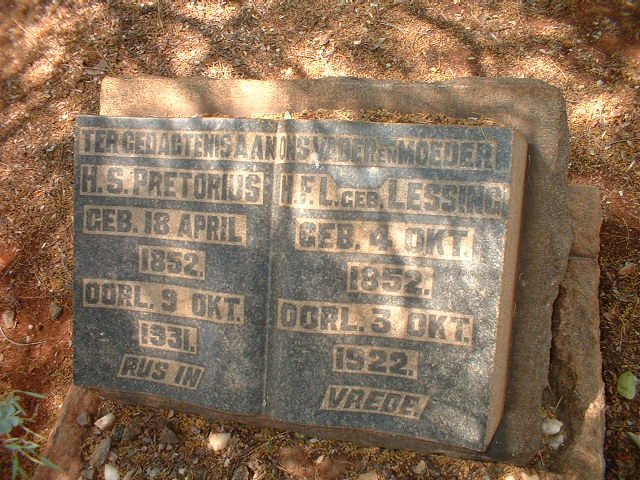 TER GEDAGTENIS AAN ONS VADER EN MOEDER
H.S. PRETORIUS
GEB. 18 APRIL
1852.
OORL. 9 OKT.
1931.
RUS IN
H.F.L. GEB. LESSING
GEB. 4 OKT.
1852.
OORL. 3 OKT.
1922.
VREDE